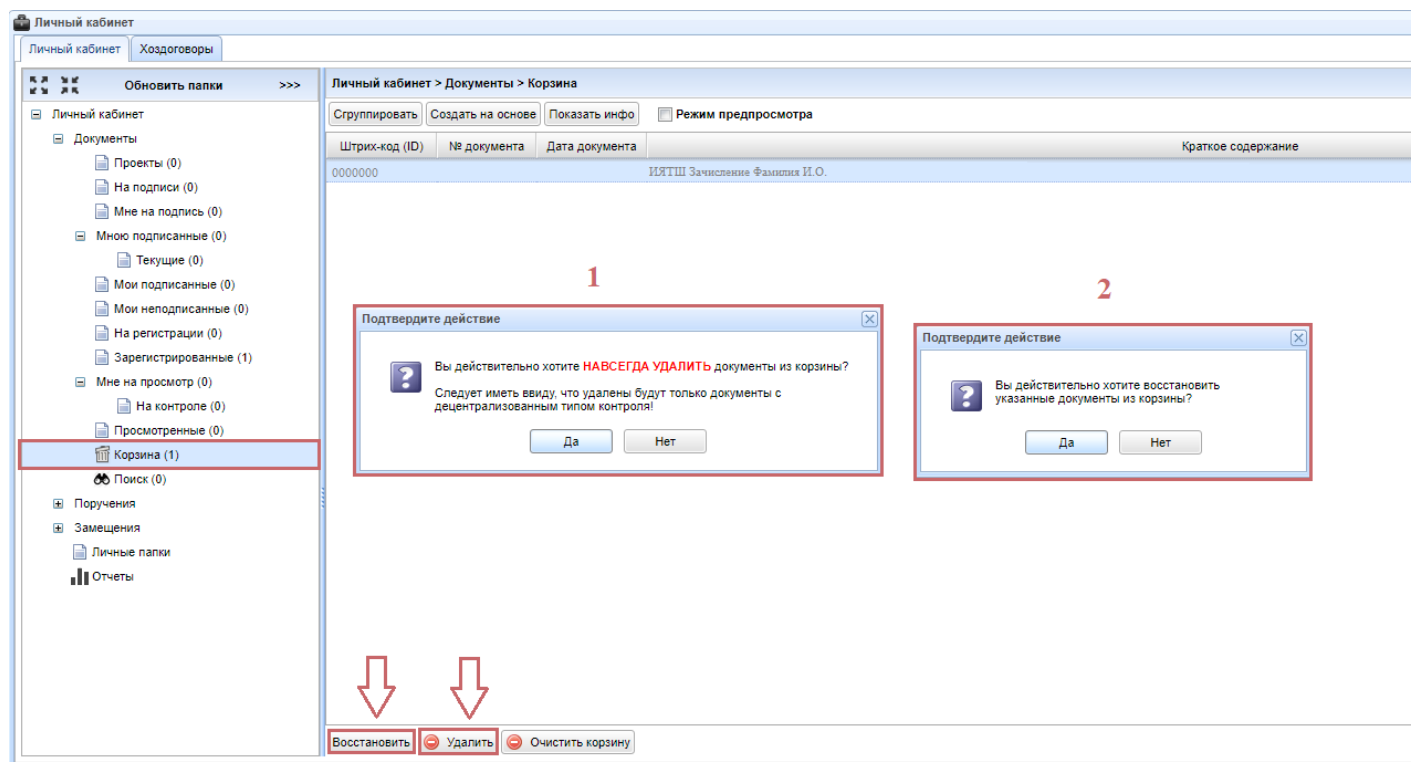 Личный кабинет
Личный кабинет Хоздоговоры
Обновить папки >>>
Личный кабинет
Документы
Проекты (0)
На подписи (0)
Мне на подпись (0)
Мною подписанные (0)
Текущие (0)
Мои подписанные (0)
Мои неподписанные (0)
На регистрации (0)
Зарегистрированные (1)
Мне на просмотр (0)
На контроле (0)
Просмотренные (0)
Корзина (1)
Поиск (0)
Поручения
Замещения
Личные папки
Отчеты
Личный кабинет > Документы > Корзина
Сгруппировать Создать на основе Показать инфо Режим предпросмотра
Штрих-код (ID) № документа Дата документа Краткое содержание
0000000 ИЯТШ Зачисление Фамилия И.О.
1
Подтвердите действие
Вы действительно хотите НАВСЕГДА УДАЛИТЬ документы из корзины?
Следует иметь ввиду, что удалены будут только документы с
децентрализованным типом контроля!
Да Нет
2
Подтвердите действие
Вы действительно хотите восстановить
указанные документы из корзины?
Да Нет
Восстановить Удалить Очистить корзину